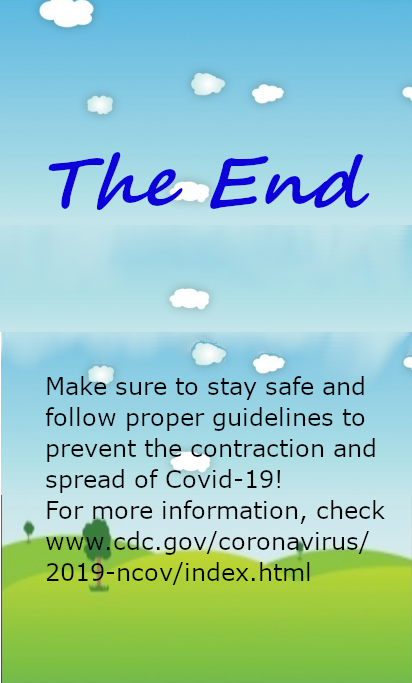 The End
Make sure to stay safe and
follow proper guidelines to
prevent the contraction and
spread of Covid-19!
For more information, check
www.cdc.gov/coronavirus/
2019-ncov/index.html